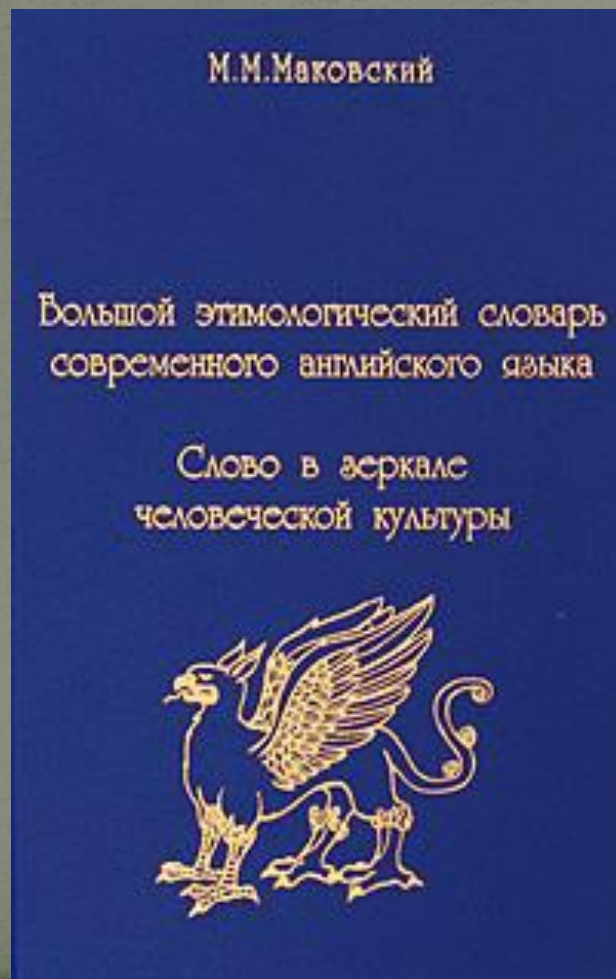 М.М.Маковский
Большой этимологический словарь
современного английского языка
Слово в зеркале
человеческой культуры